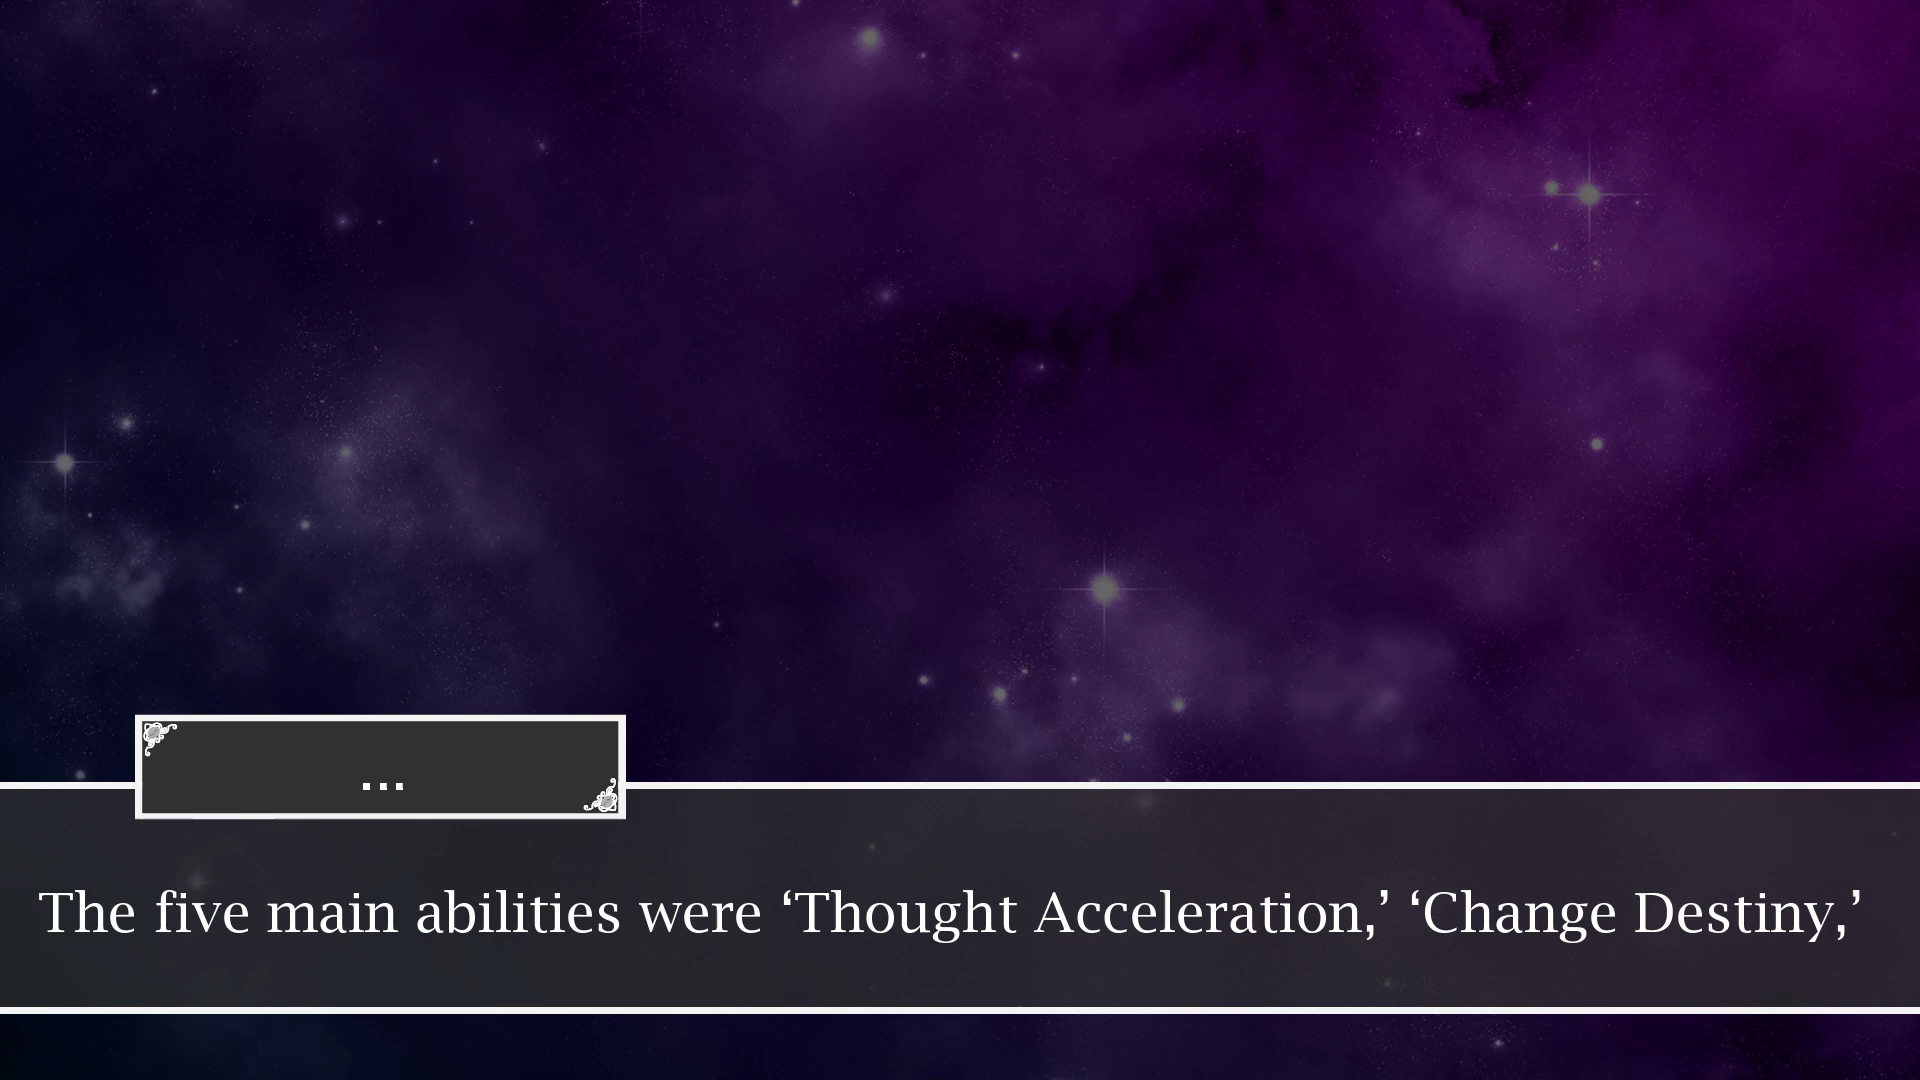 ...
The five main abilities were ‘Thought Acceleration,’ ‘Change Destiny,’